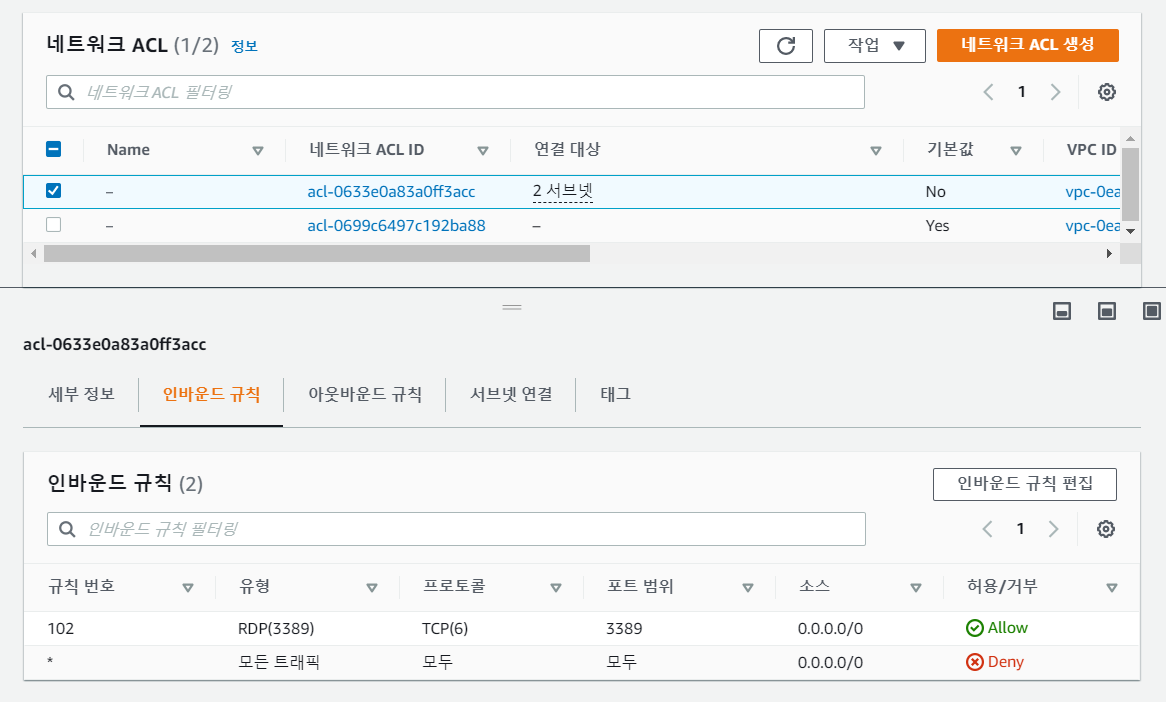 네트워크 ACL (1/2) 정보
작업
네트워크 ACL 생성
네트워크 ACL 필터링
1
Name 네트워크 ACL ID 연결 대상 기본값 VPC ID
– acl-0633e0a83a0ff3acc 2 서브넷 No vpc-0ea
– acl-0699c6497c192ba88 – Yes vpc-0ea
acl-0633e0a83a0ff3acc
세부 정보 인바운드 규칙 아웃바운드 규칙 서브넷 연결 태그
인바운드 규칙 (2)
인바운드 규칙 편집
인바운드 규칙 필터링
1
규칙 번호 유형 프로토콜 포트 범위 소스 허용/거부
102 RDP(3389) TCP(6) 3389 0.0.0.0/0 Allow
* 모든 트래픽 모두 모두 0.0.0.0/0 Deny